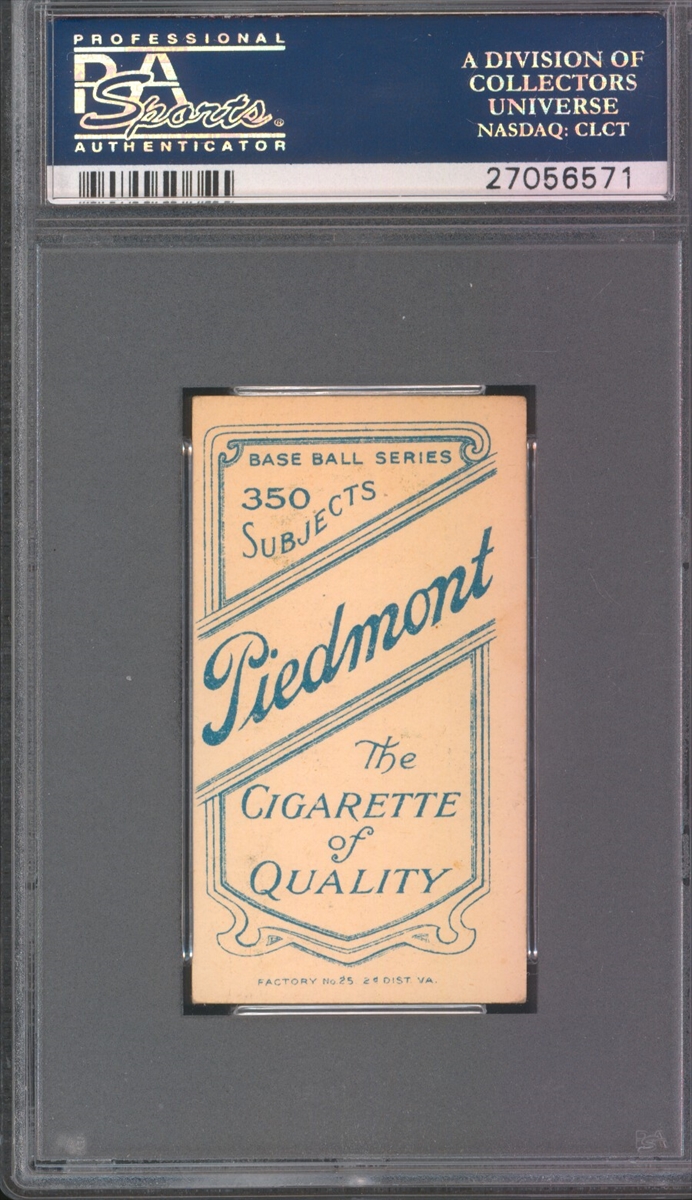 PROFESSIONAL
PSA
Sports®
AUTHENTICATOR
A DIVISION OF
COLLECTORS
UNIVERSE
NASDAQ: CLCT
27056571
BASE BALL SERIES
350
SUBJECTS
Piedmont
The
CIGARETTE
of
QUALITY
FACTORY No. 25 2d DIST. VA.
PSA